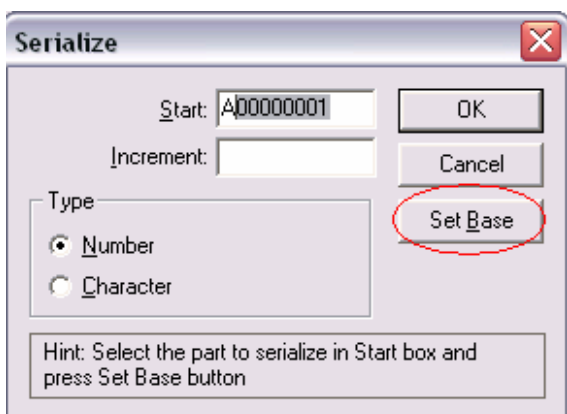 Serialize
Start: A00000001
OK
Increment:
Cancel
Type
Set Base
Number
Character
Hint: Select the part to serialize in Start box and
press Set Base button